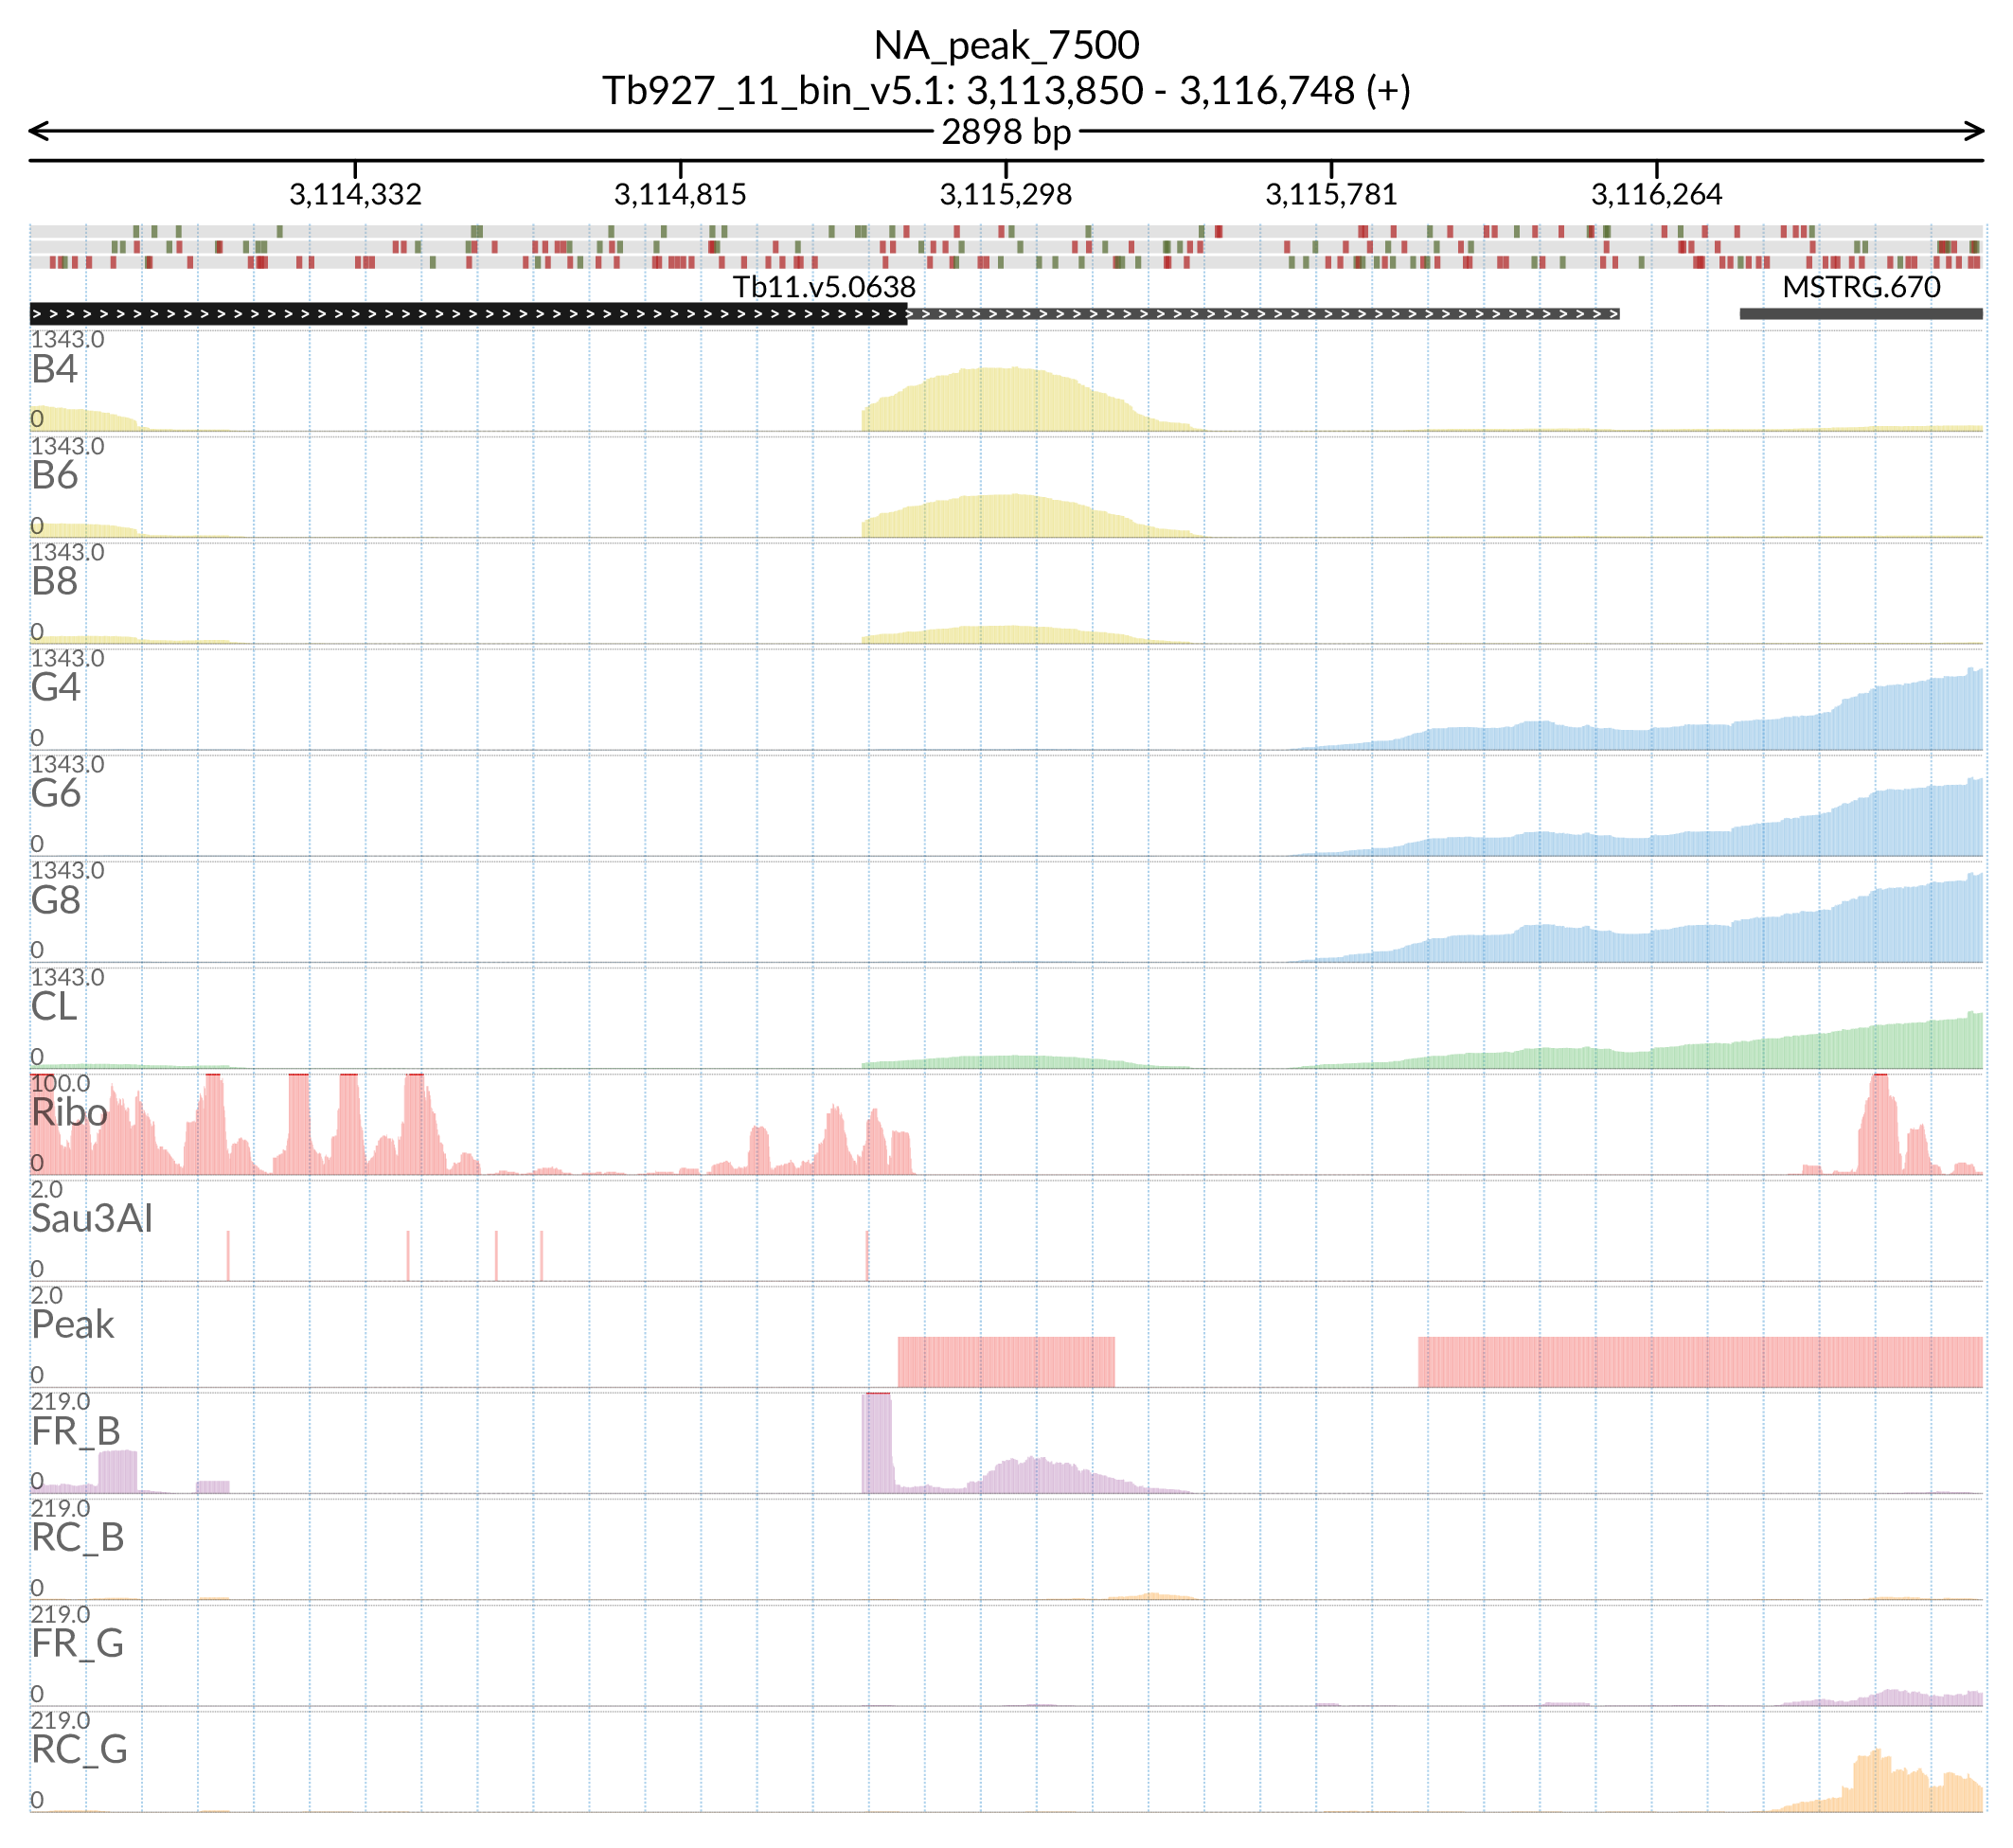 NA_peak_7500
Tb927_11_bin_v5.1: 3,113,850 - 3,116,748 (+)
2898 bp
3,114,332 3,114,815 3,115,298 3,115,781 3,116,264
Tb11.v5.0638 MSTRG.670
1343.0
B4
0
1343.0
B6
0
1343.0
B8
0
1343.0
G4
0
1343.0
G6
0
1343.0
G8
0
1343.0
CL
0
100.0
Ribo
0
2.0
Sau3AI
0
2.0
Peak
0
219.0
FR_B
0
219.0
RC_B
0
219.0
FR_G
0
219.0
RC_G
0